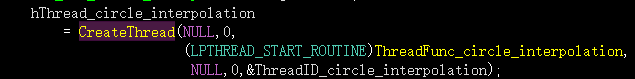 hThread_circle_interpolation
= CreateThread(NULL,0,
(LPTHREAD_START_ROUTINE)ThreadFunc_circle_interpolation,
NULL,0,&ThreadID_circle_interpolation);